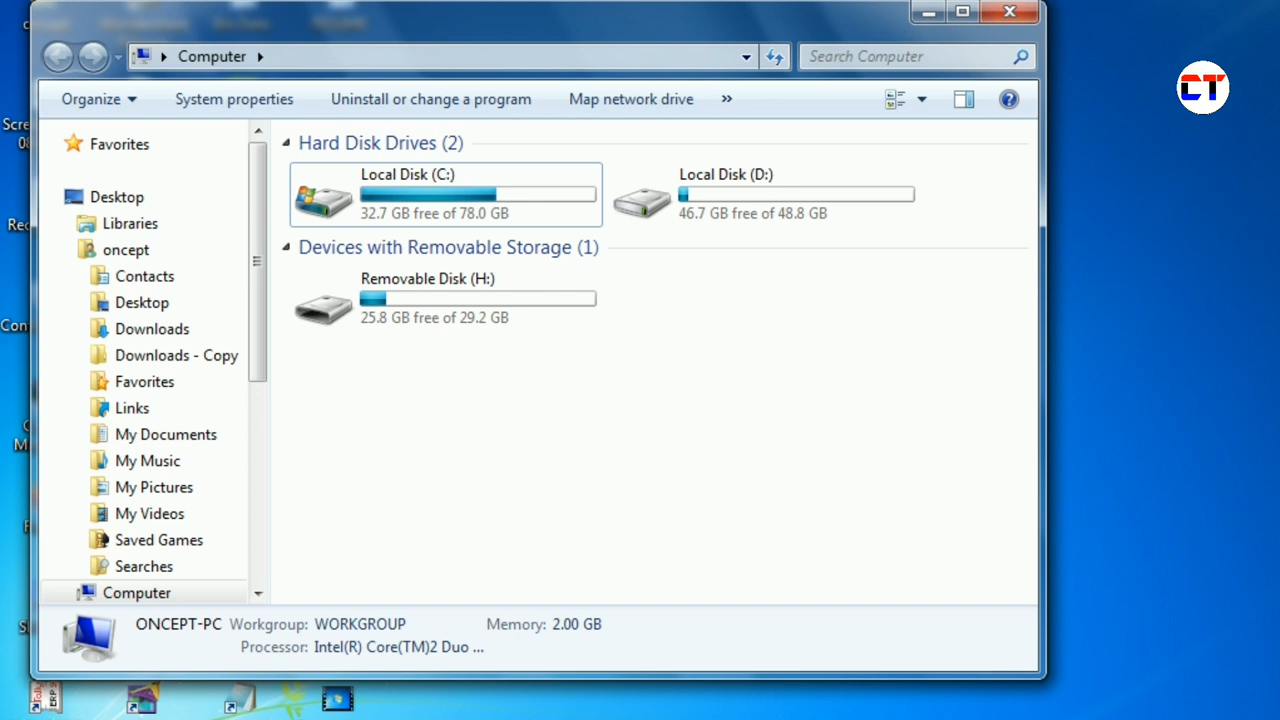 Computer
Search Computer
Organize
System properties
Uninstall or change a program
Map network drive
»
Favorites
Desktop
Libraries
oncept
Contacts
Desktop
Downloads
Downloads - Copy
Favorites
Links
My Documents
My Music
My Pictures
My Videos
Saved Games
Searches
Computer
Hard Disk Drives (2)
Local Disk (C:)
32.7 GB free of 78.0 GB
Local Disk (D:)
46.7 GB free of 48.8 GB
Devices with Removable Storage (1)
Removable Disk (H:)
25.8 GB free of 29.2 GB
ONCEPT-PC Workgroup: WORKGROUP Memory: 2.00 GB
Processor: Intel(R) Core(TM)2 Duo ...
CT